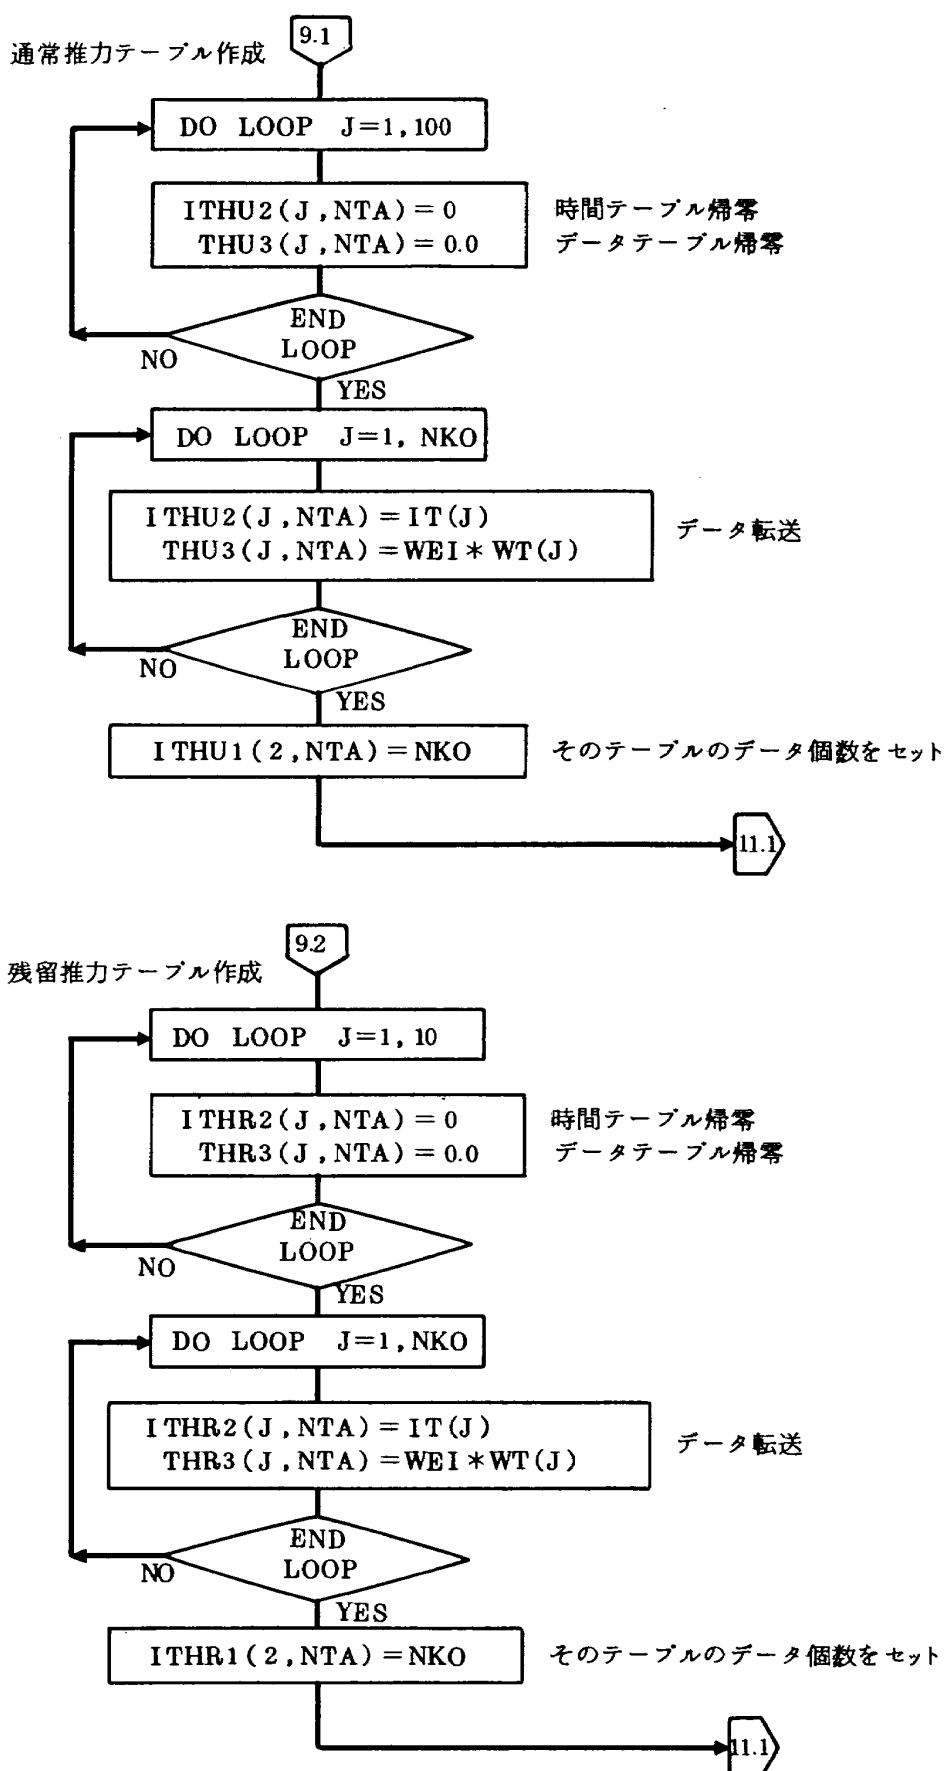 9.1
通常推力テーブル作成
DO LOOP J=1, 100
ITHU2(J, NTA) = 0
時間テーブル帰零
THU3(J, NTA) = 0.0
データテーブル帰零
END
LOOP
NO
YES
DO LOOP J=1, NKO
ITHU2(J, NTA) = IT(J)
THU3(J, NTA) = WEI * WT(J)
データ転送
END
LOOP
NO
YES
ITHU1(2, NTA) = NKO
そのテーブルのデータ個数をセット
11.1
9.2
残留推力テーブル作成
DO LOOP J=1, 10
ITHR2(J, NTA) = 0
時間テーブル帰零
THR3(J, NTA) = 0.0
データテーブル帰零
END
LOOP
NO
YES
DO LOOP J=1, NKO
ITHR2(J, NTA) = IT(J)
THR3(J, NTA) = WEI * WT(J)
データ転送
END
LOOP
NO
YES
ITHR1(2, NTA) = NKO
そのテーブルのデータ個数をセット
11.1